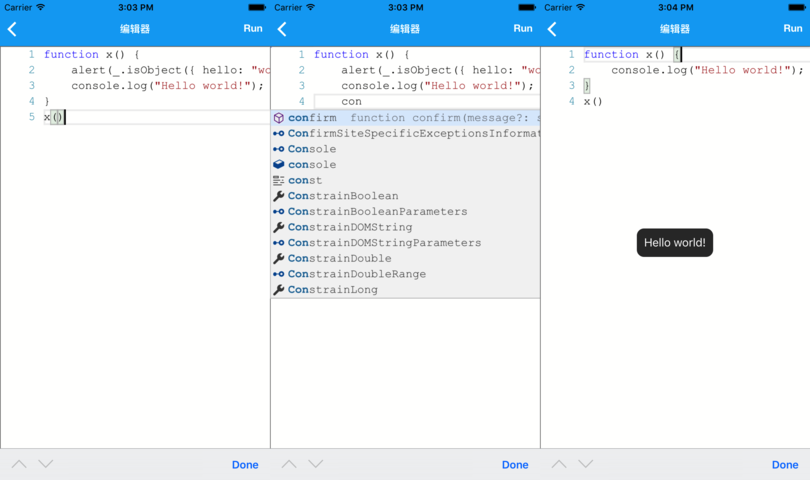 Carrier 3:03 PM
编辑器 Run
1 function x() {
2 alert(_.isObject({ hello: "wo
3 console.log("Hello world!");
4 }
5 x()
Done
Carrier 3:03 PM
编辑器 Run
1 function x() {
2 alert(_.isObject({ hello: "wo
3 console.log("Hello world!");
4 con
confirm function confirm(message?: s
ConfirmSiteSpecificExceptionsInformat
Console
console
const
ConstrainBoolean
ConstrainBooleanParameters
ConstrainDOMString
ConstrainDOMStringParameters
ConstrainDouble
ConstrainDoubleRange
ConstrainLong
Done
Carrier 3:04 PM
编辑器 Run
1 function x() {
2 console.log("Hello world!");
3 }
4 x()
Hello world!
Done